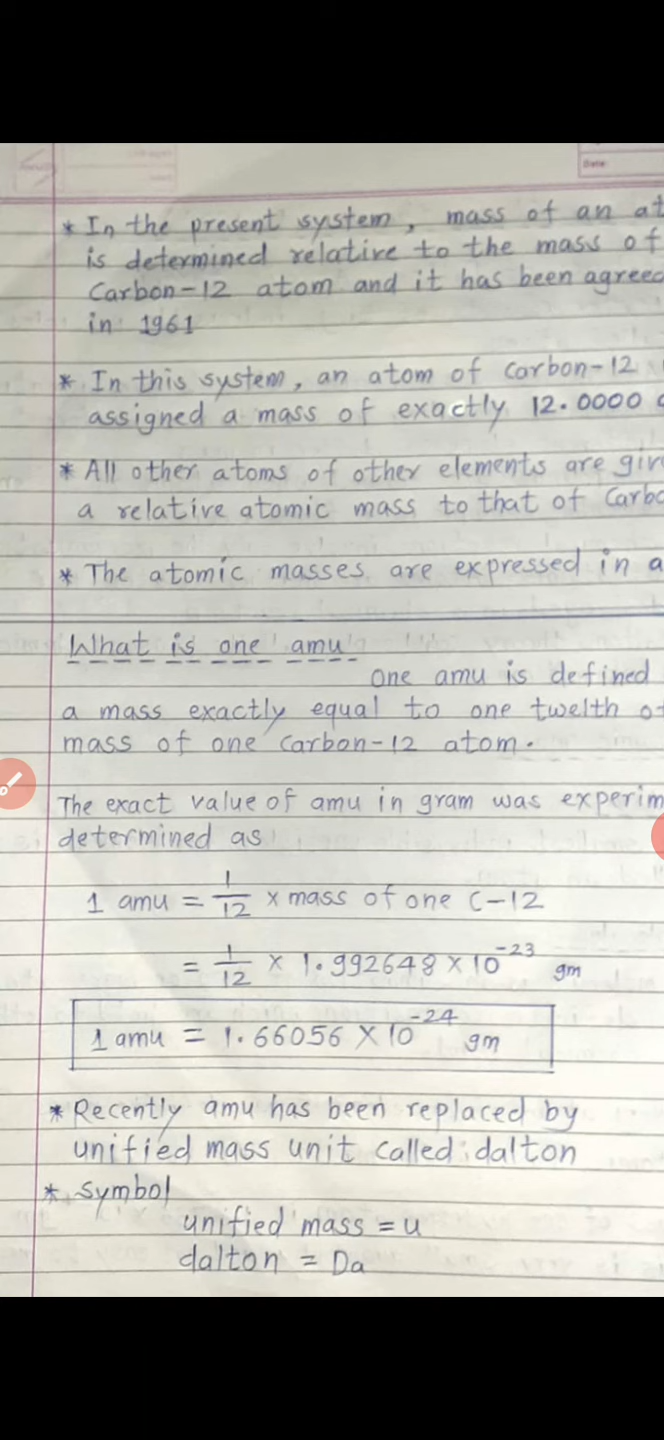 Date
* In the present system, mass of an at
is determined relative to the mass of
Carbon-12 atom and it has been agreed
in 1961
* In this system, an atom of carbon-12
assigned a mass of exactly 12.0000
* All other atoms of other elements are giv
a relative atomic mass to that of Carbo
* The atomic masses are expressed in a
What is one 'amu'
One amu is defined
a mass exactly equal to one twelth of
mass of one Carbon-12 atom.
The exact value of amu in gram was experim
determined as
1 amu = 1/12 × mass of one C-12
= 1/12 × 1.992648 × 10⁻²³ gm
1 amu = 1.66056 × 10⁻²⁴ gm
* Recently amu has been replaced by
unified mass unit called dalton
* Symbol
unified mass = u
dalton = Da